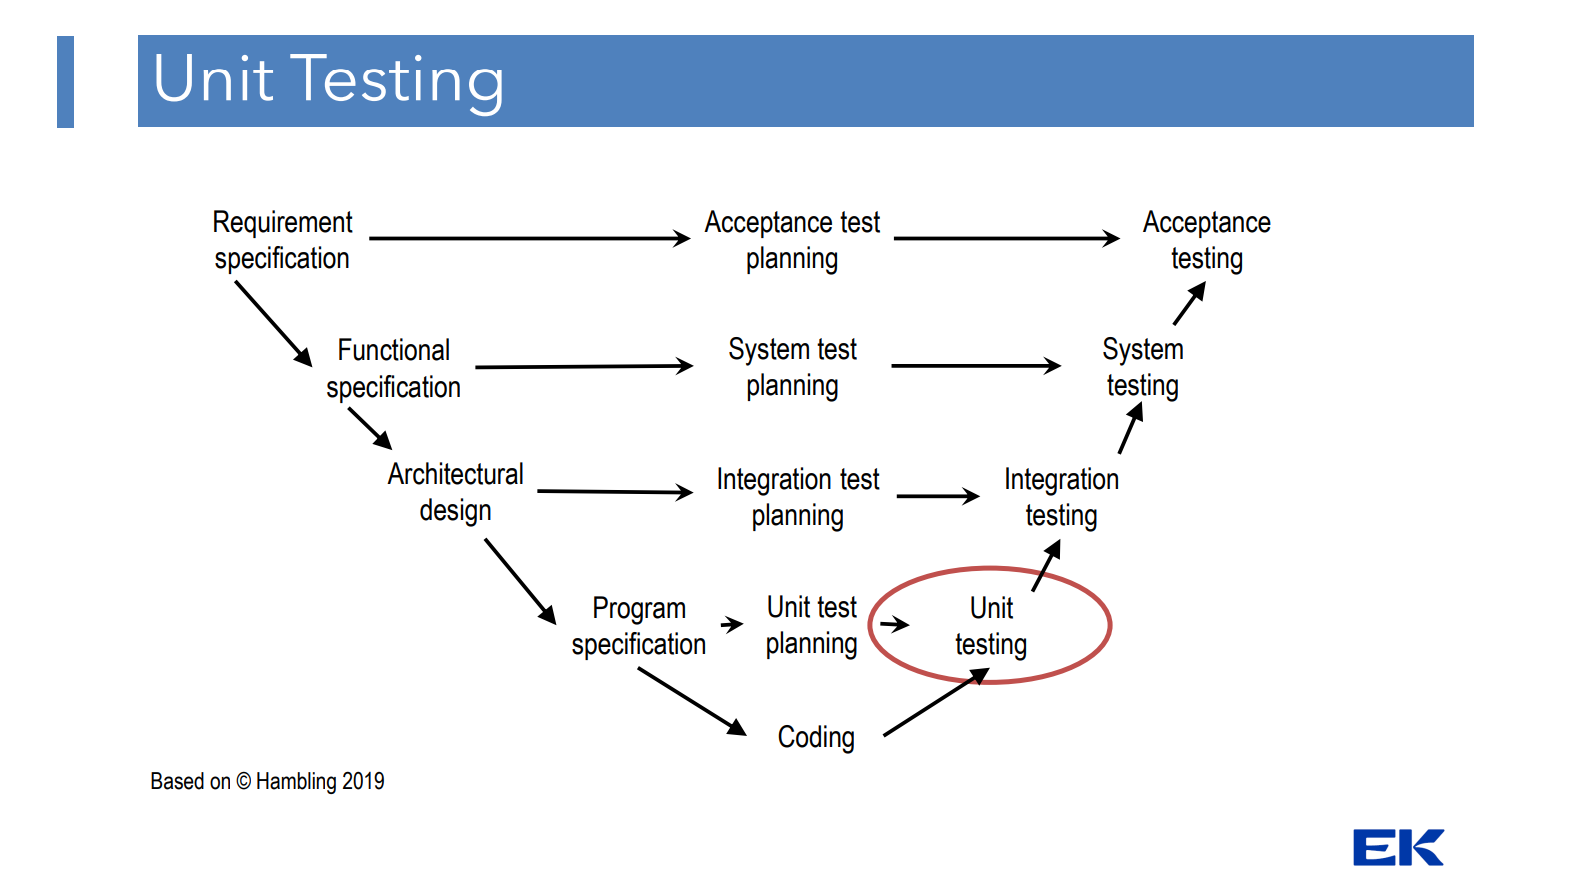 Unit Testing
Requirement
specification
Acceptance test
planning
Acceptance
testing
Functional
specification
System test
planning
System
testing
Architectural
design
Integration test
planning
Integration
testing
Program
specification
Unit test
planning
Unit
testing
Coding
Based on © Hambling 2019
EK